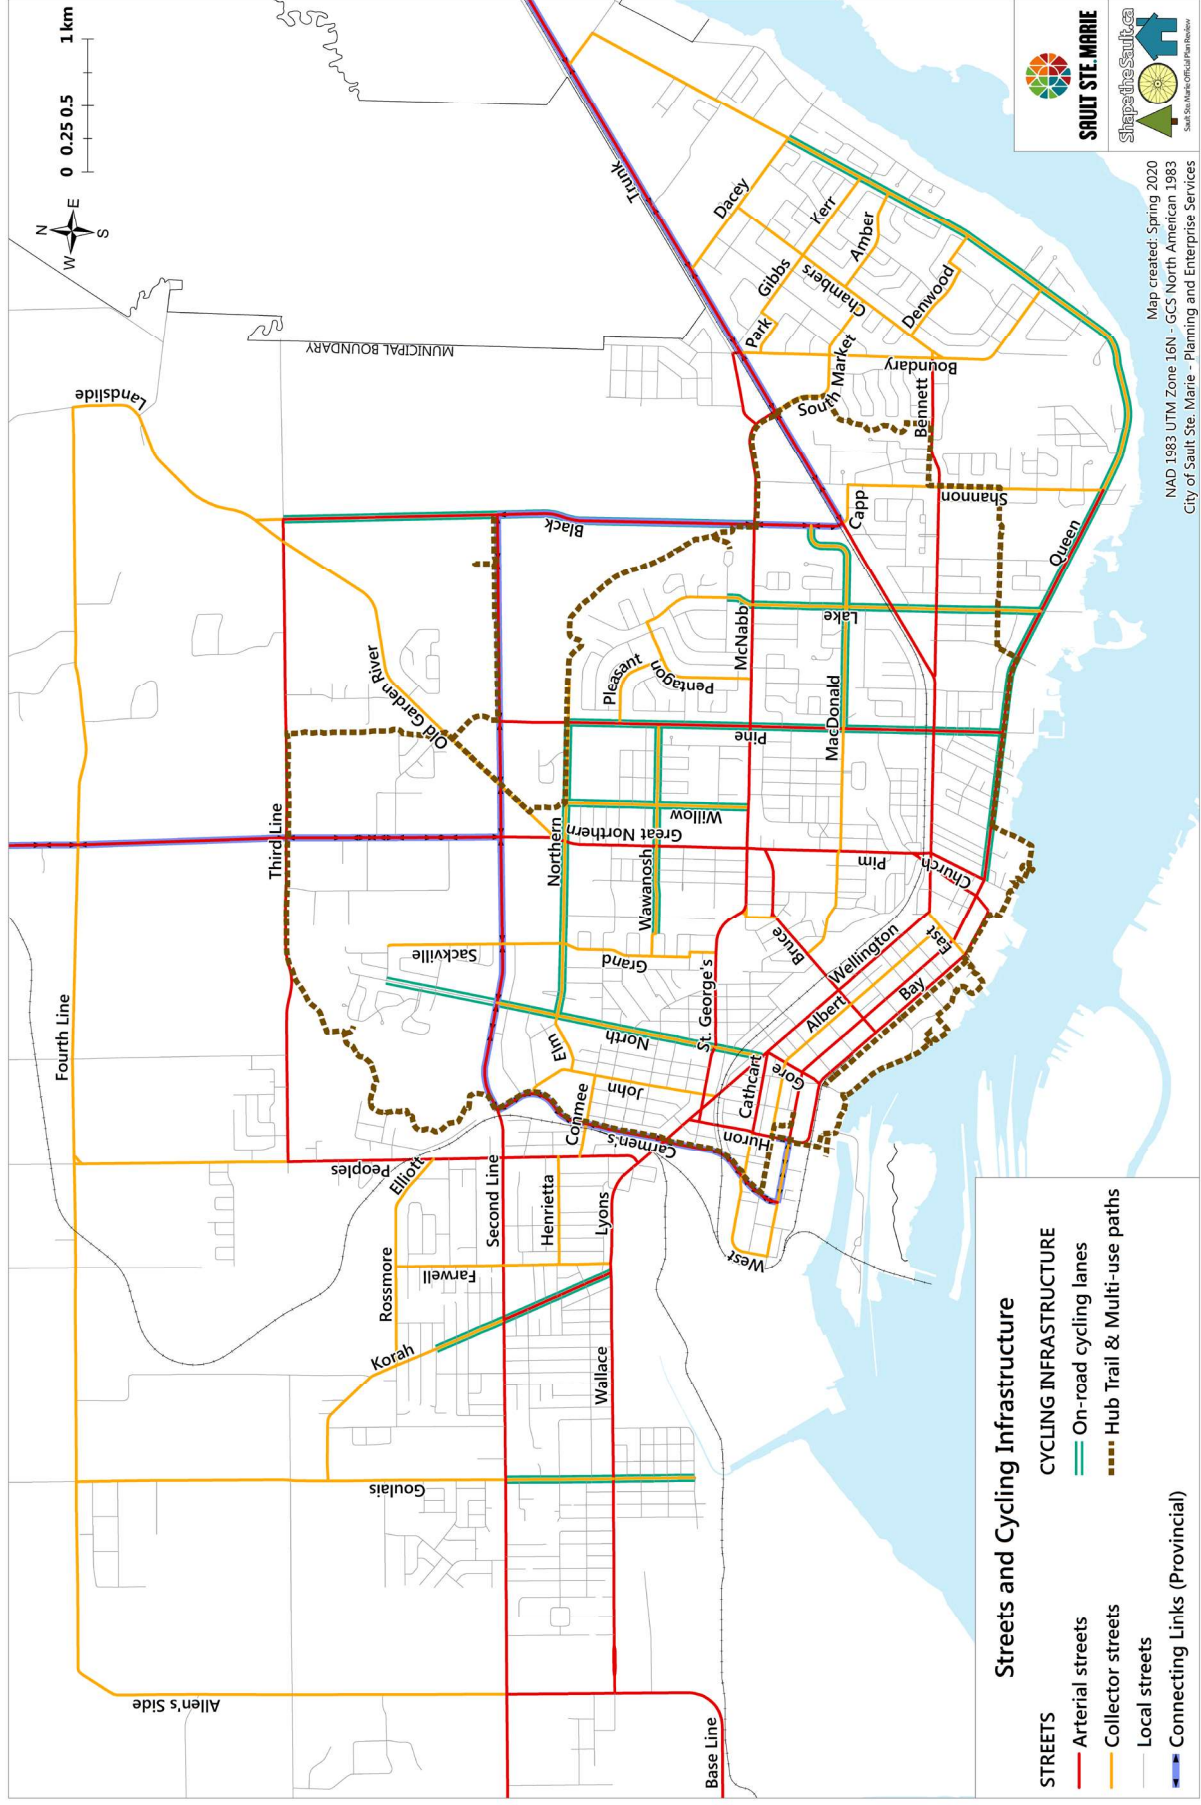 Streets and Cycling Infrastructure
STREETS
Arterial streets
Collector streets
Local streets
Connecting Links (Provincial)
CYCLING INFRASTRUCTURE
On-road cycling lanes
Hub Trail & Multi-use paths
0 0.25 0.5 1 km
N
E
S
W
MUNICIPAL BOUNDARY
Landslide
Fourth Line
Third Line
Old Garden River
Black
Trunk
Dacey
Kerr
Gibbs
Amber
Chambers
Denwood
Park
South Market
Boundary
Bennett
Shannon
Capp
Queen
Lake
McNabb
Pleasant
Pentagon
MacDonald
Pine
Willow
Great Northern
Northern
Wawanosh
Pim
Church
Sackville
Grand
Bruce
Wellington
East
Albert
Bay
St. George's
North
Elm
John
Cathcart
Gore
Conmee
Huron
Carmen's
Peoples
Elliott
Second Line
Henrietta
Lyons
Rossmore
Farwell
West
Korah
Wallace
Goulais
Allen's Side
Base Line
SAULT STE.MARIE
ShapetheSault.ca
Sault Ste. Marie Official Plan Review
Map created: Spring 2020
NAD 1983 UTM Zone 16N - GCS North American 1983
City of Sault Ste. Marie - Planning and Enterprise Services